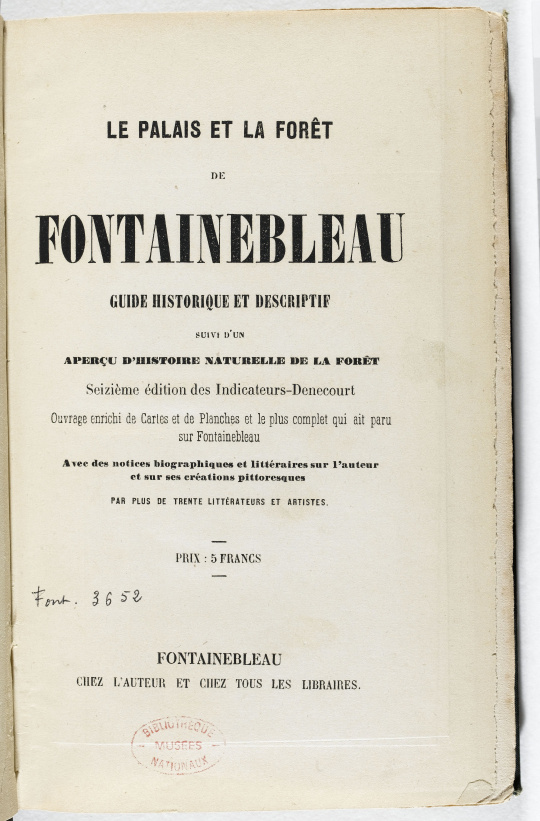 LE PALAIS ET LA FORÊT
DE
FONTAINEBLEAU
GUIDE HISTORIQUE ET DESCRIPTIF
SUIVI D'UN
APERÇU D'HISTOIRE NATURELLE DE LA FORÊT
Seizième édition des Indicateurs-Denecourt
Ouvrage enrichi de Cartes et de Planches et le plus complet qui ait paru
sur Fontainebleau
Avec des notices biographiques et littéraires sur l'auteur
et sur ses créations pittoresques
PAR PLUS DE TRENTE LITTÉRATEURS ET ARTISTES.
PRIX : 5 FRANCS
Font. 3652
FONTAINEBLEAU
CHEZ L'AUTEUR ET CHEZ TOUS LES LIBRAIRES.
BIBLIOTHÈQUE
MUSÉES
NATIONAUX